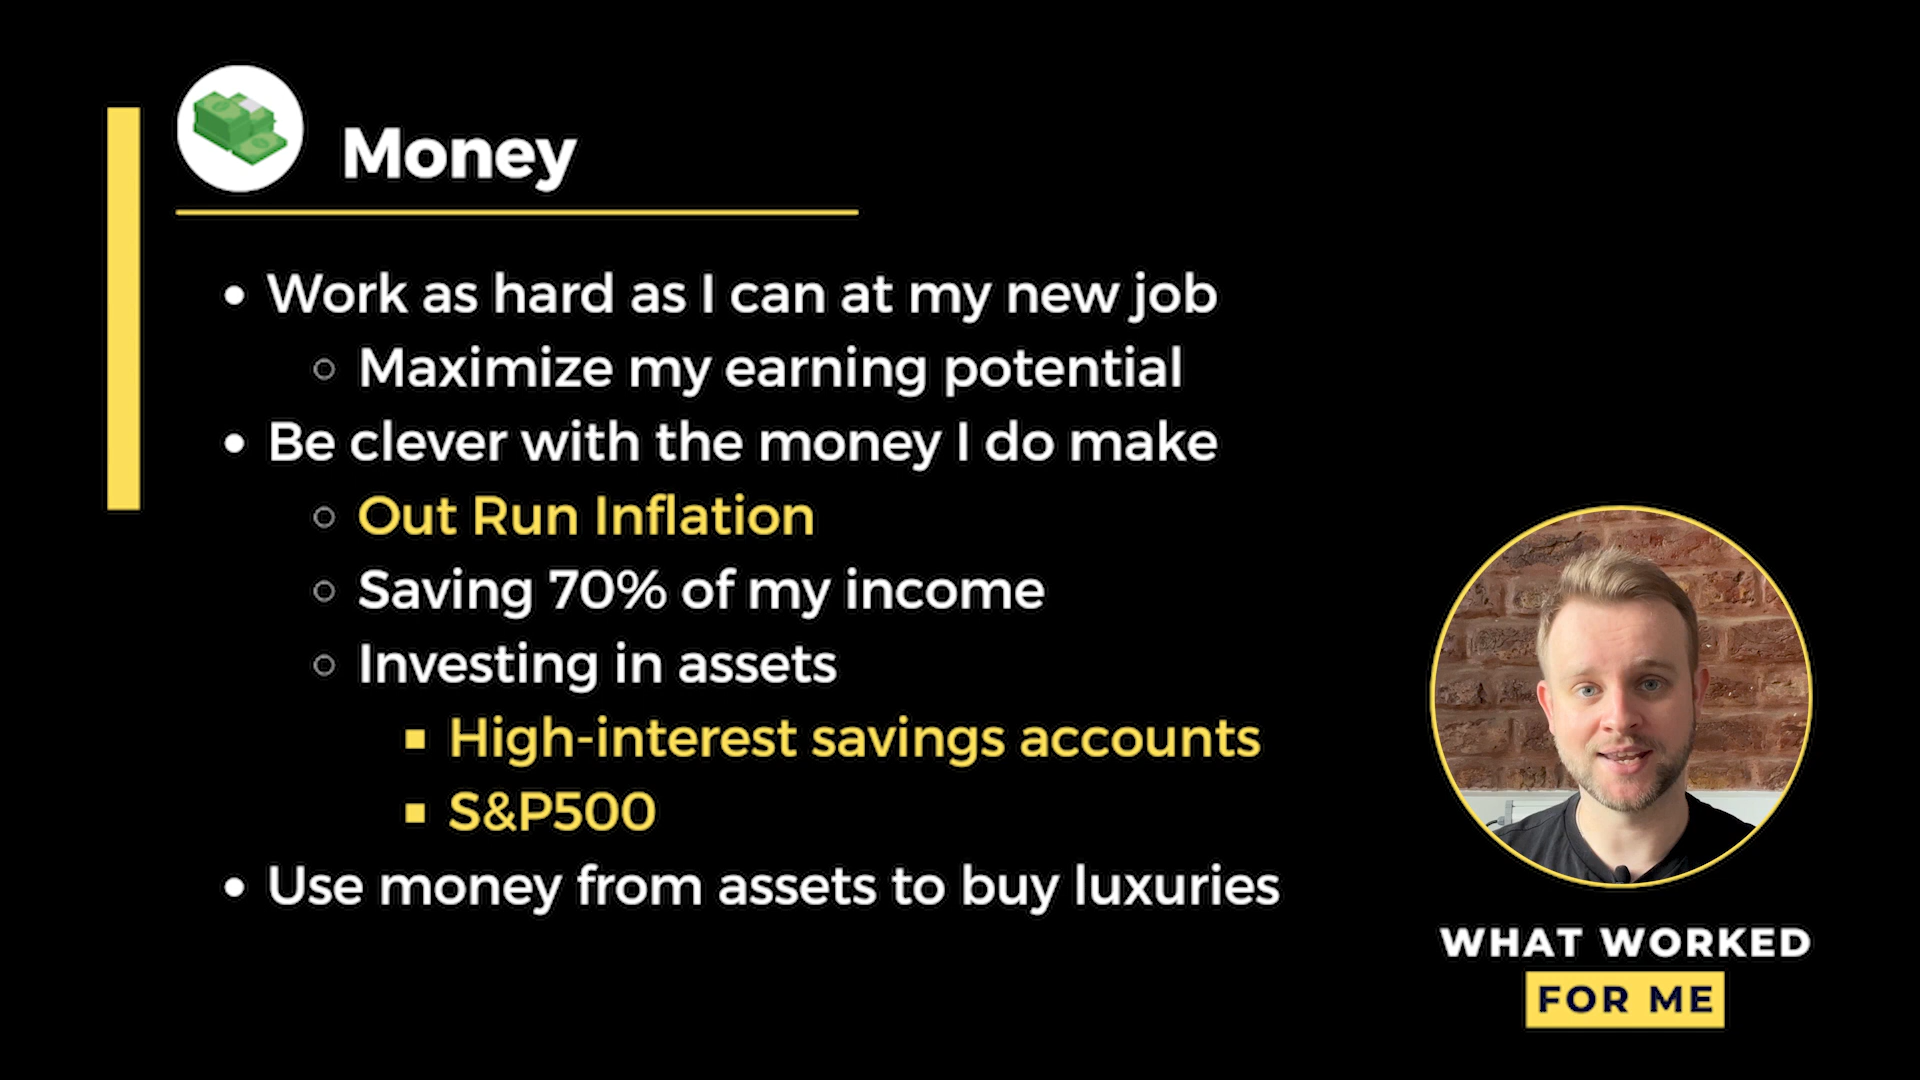 Money
• Work as hard as I can at my new job
○ Maximize my earning potential
• Be clever with the money I do make
○ Out Run Inflation
○ Saving 70% of my income
○ Investing in assets
▪ High-interest savings accounts
▪ S&P500
• Use money from assets to buy luxuries
WHAT WORKED
FOR ME